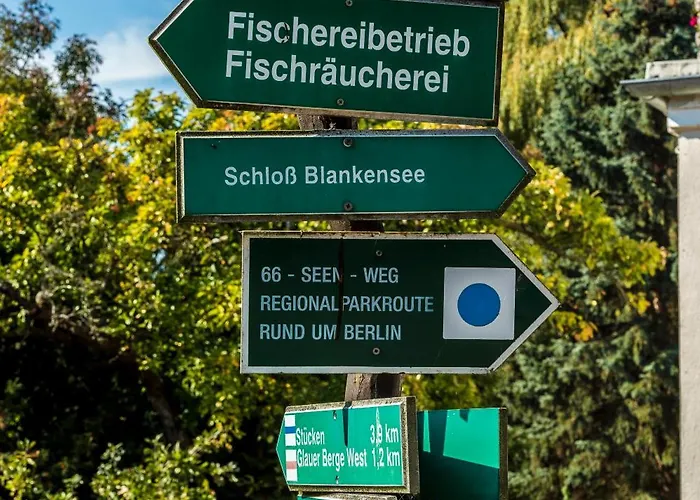 Fischereibetrieb
Fischräucherei
Schloß Blankensee
66 - SEEN - WEG
REGIONALPARKROUTE
RUND UM BERLIN
Stücken 3,9 km
Glauer Berge West 1,2 km